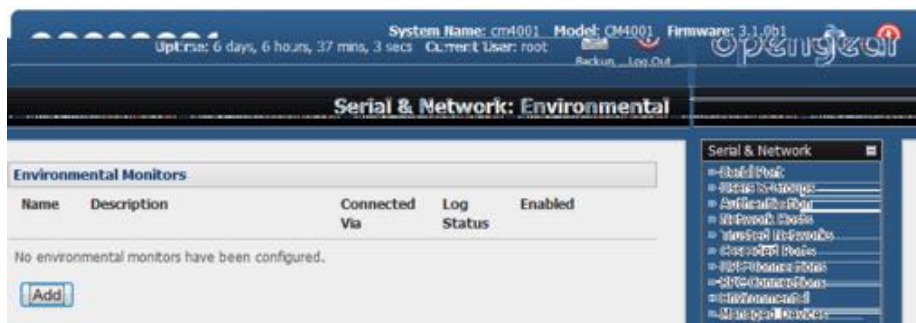 System Name: cm4001 Model: CM4001 Firmware: 3.1.0b1
Uptime: 6 days, 6 hours, 37 mins, 3 secs Current User: root
Backup Log Out
opengear
Serial & Network: Environmental
Environmental Monitors
Name Description Connected Via Log Status Enabled
No environmental monitors have been configured.
Add
Serial & Network
Serial Port
Users & Groups
Authentication
Network Hosts
Trusted Networks
Cascaded Ports
UPS Connections
RPC Connections
Environmental
Managed Devices